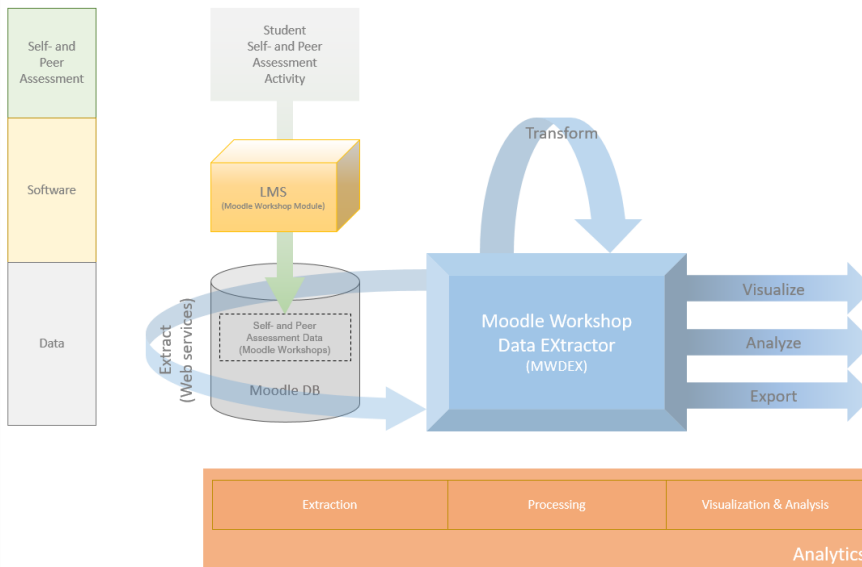 Self- and
Peer
Assessment
Software
Data
Student
Self- and Peer
Assessment
Activity
LMS
(Moodle Workshop Module)
Self- and Peer
Assessment Data
(Moodle Workshops)
Moodle DB
Extract
(Web services)
Transform
Moodle Workshop
Data EXtractor
(MWDEX)
Visualize
Analyze
Export
Extraction
Processing
Visualization & Analysis
Analytics